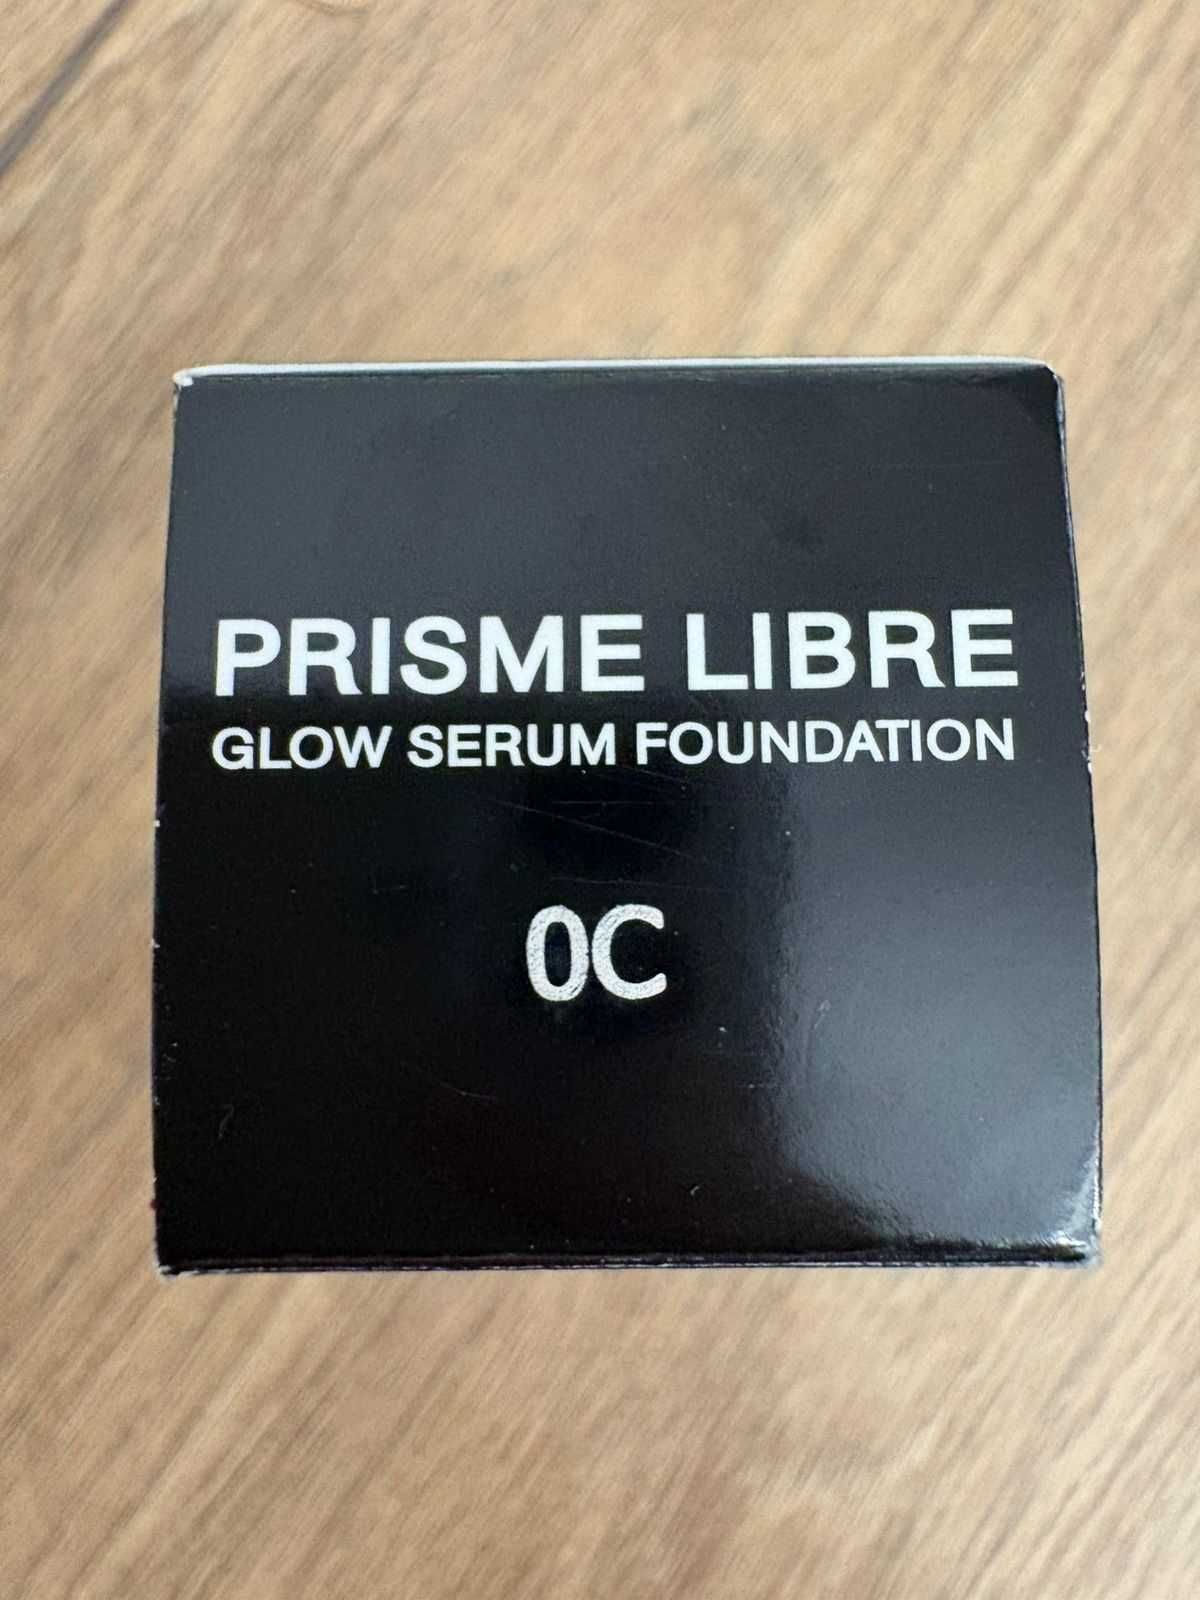 PRISME LIBRE
GLOW SERUM FOUNDATION
0C